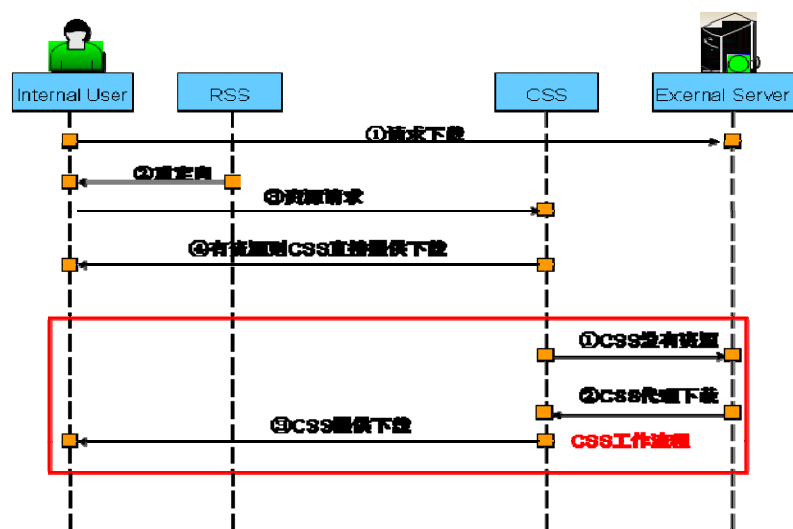 Internal User
RSS
CSS
External Server
①请求下载
②重定向
③资源请求
④有资源则CSS直接提供下载
①CSS没有资源
②CSS代理下载
③CSS提供下载
CSS工作流程